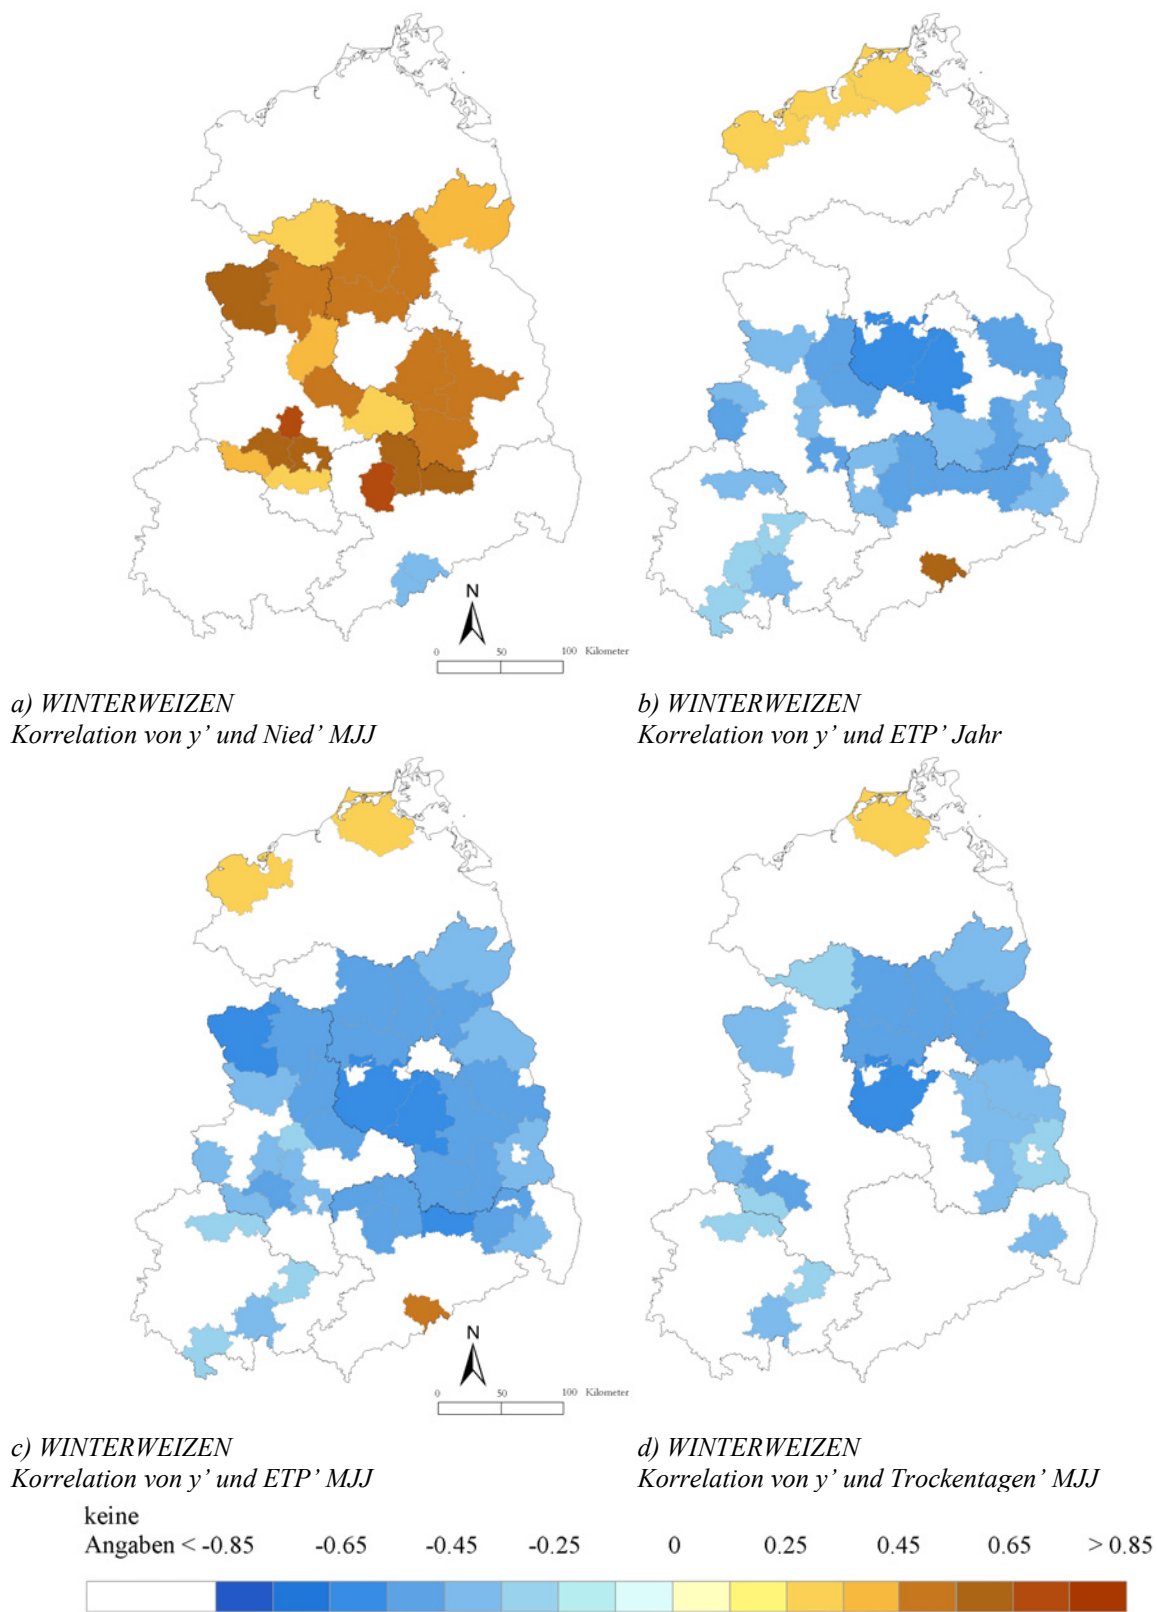 N
0 50 100 Kilometer
a) WINTERWEIZEN
Korrelation von y’ und Nied’ MJJ
b) WINTERWEIZEN
Korrelation von y’ und ETP’ Jahr
N
0 50 100 Kilometer
c) WINTERWEIZEN
Korrelation von y’ und ETP’ MJJ
d) WINTERWEIZEN
Korrelation von y’ und Trockentagen’ MJJ
keine
Angaben < -0.85 -0.65 -0.45 -0.25 0 0.25 0.45 0.65 > 0.85